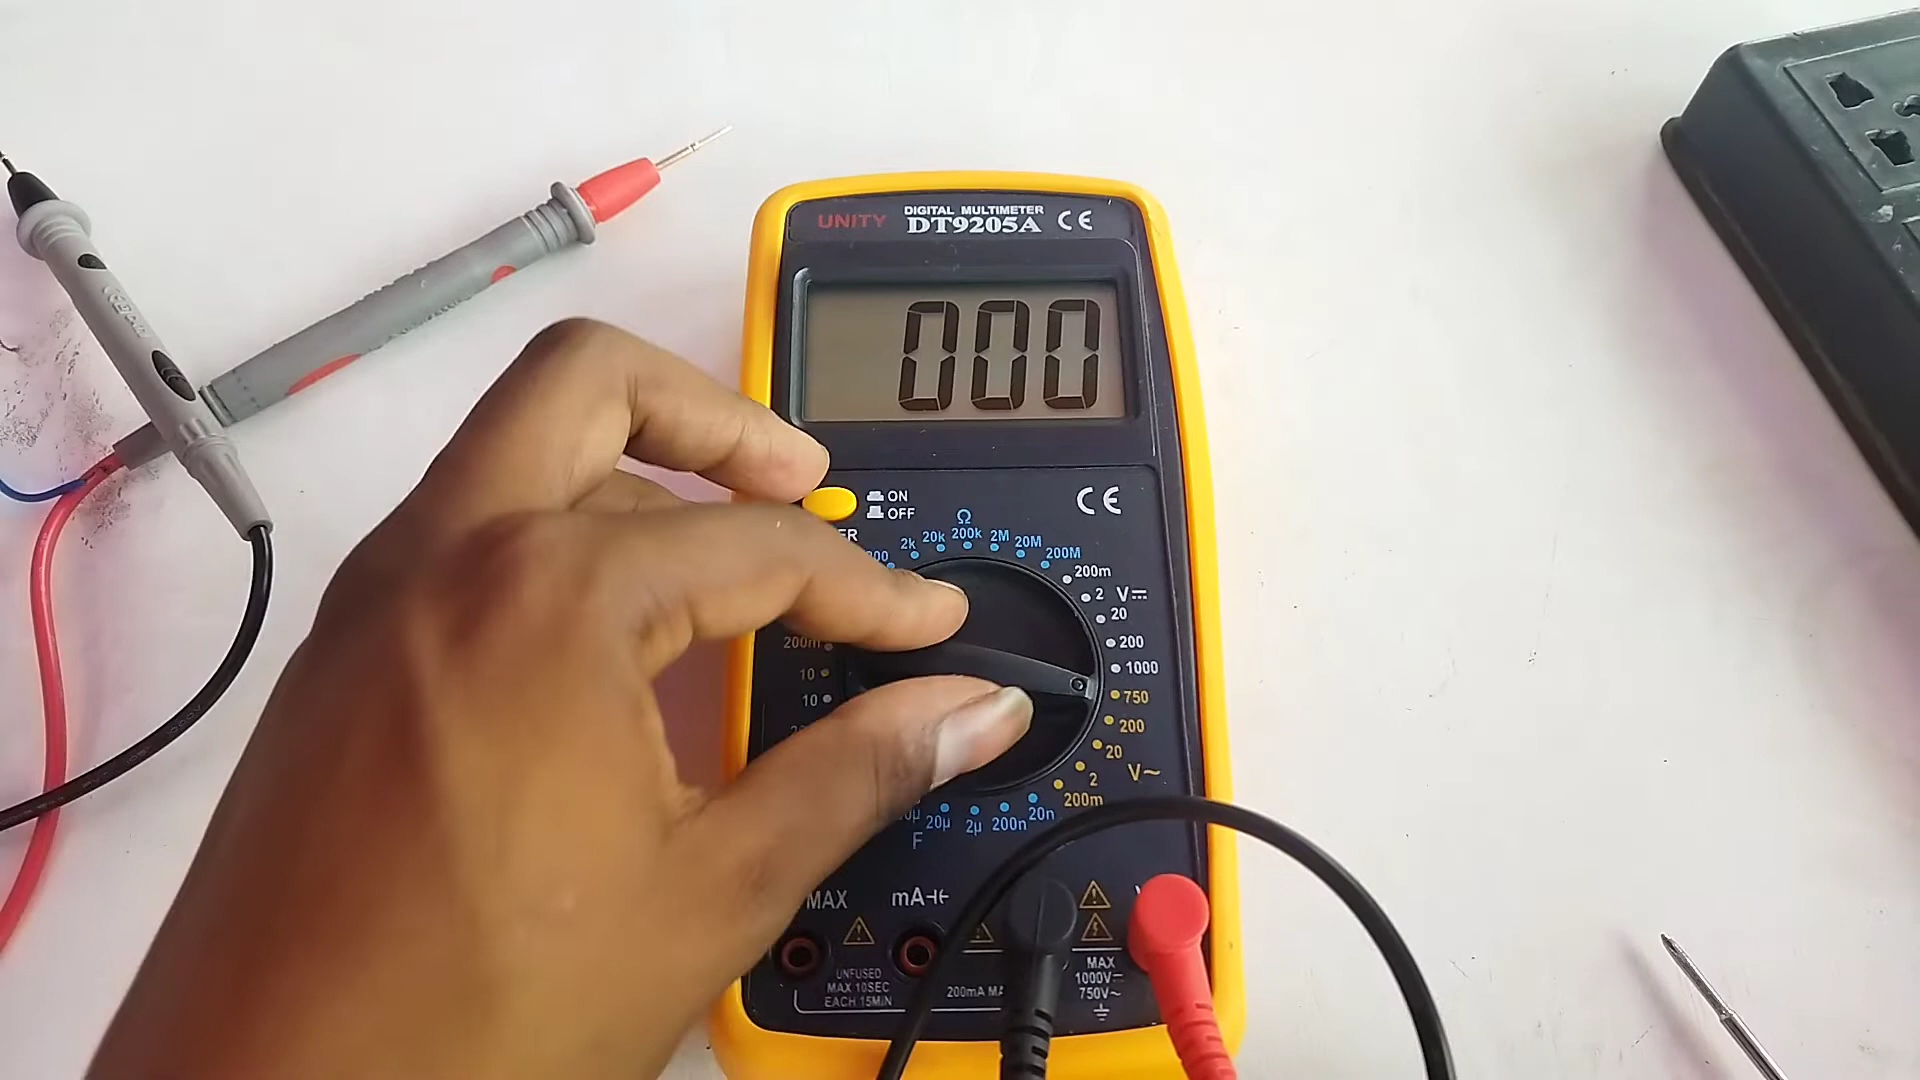 UNITY
DIGITAL MULTIMETER
DT9205A CE
000
ON
OFF
CE
Ω
2k 20k 200k 2M 20M
200M
200m
2 V⎓
20
200
1000
750
200
20
2
V~
200m
200m
10
10
20µ 2µ 200n 20n
F
MAX
mA
UNFUSED
MAX 10SEC
EACH 15MIN
200mA
MAX
1000V⎓
750V~